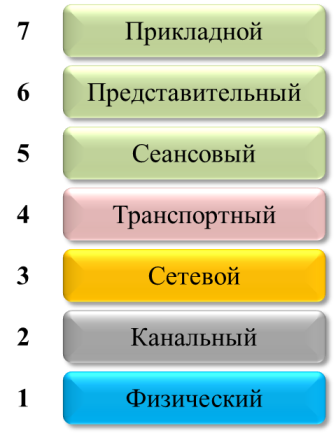 7 Прикладной
6 Представительный
5 Сеансовый
4 Транспортный
3 Сетевой
2 Канальный
1 Физический